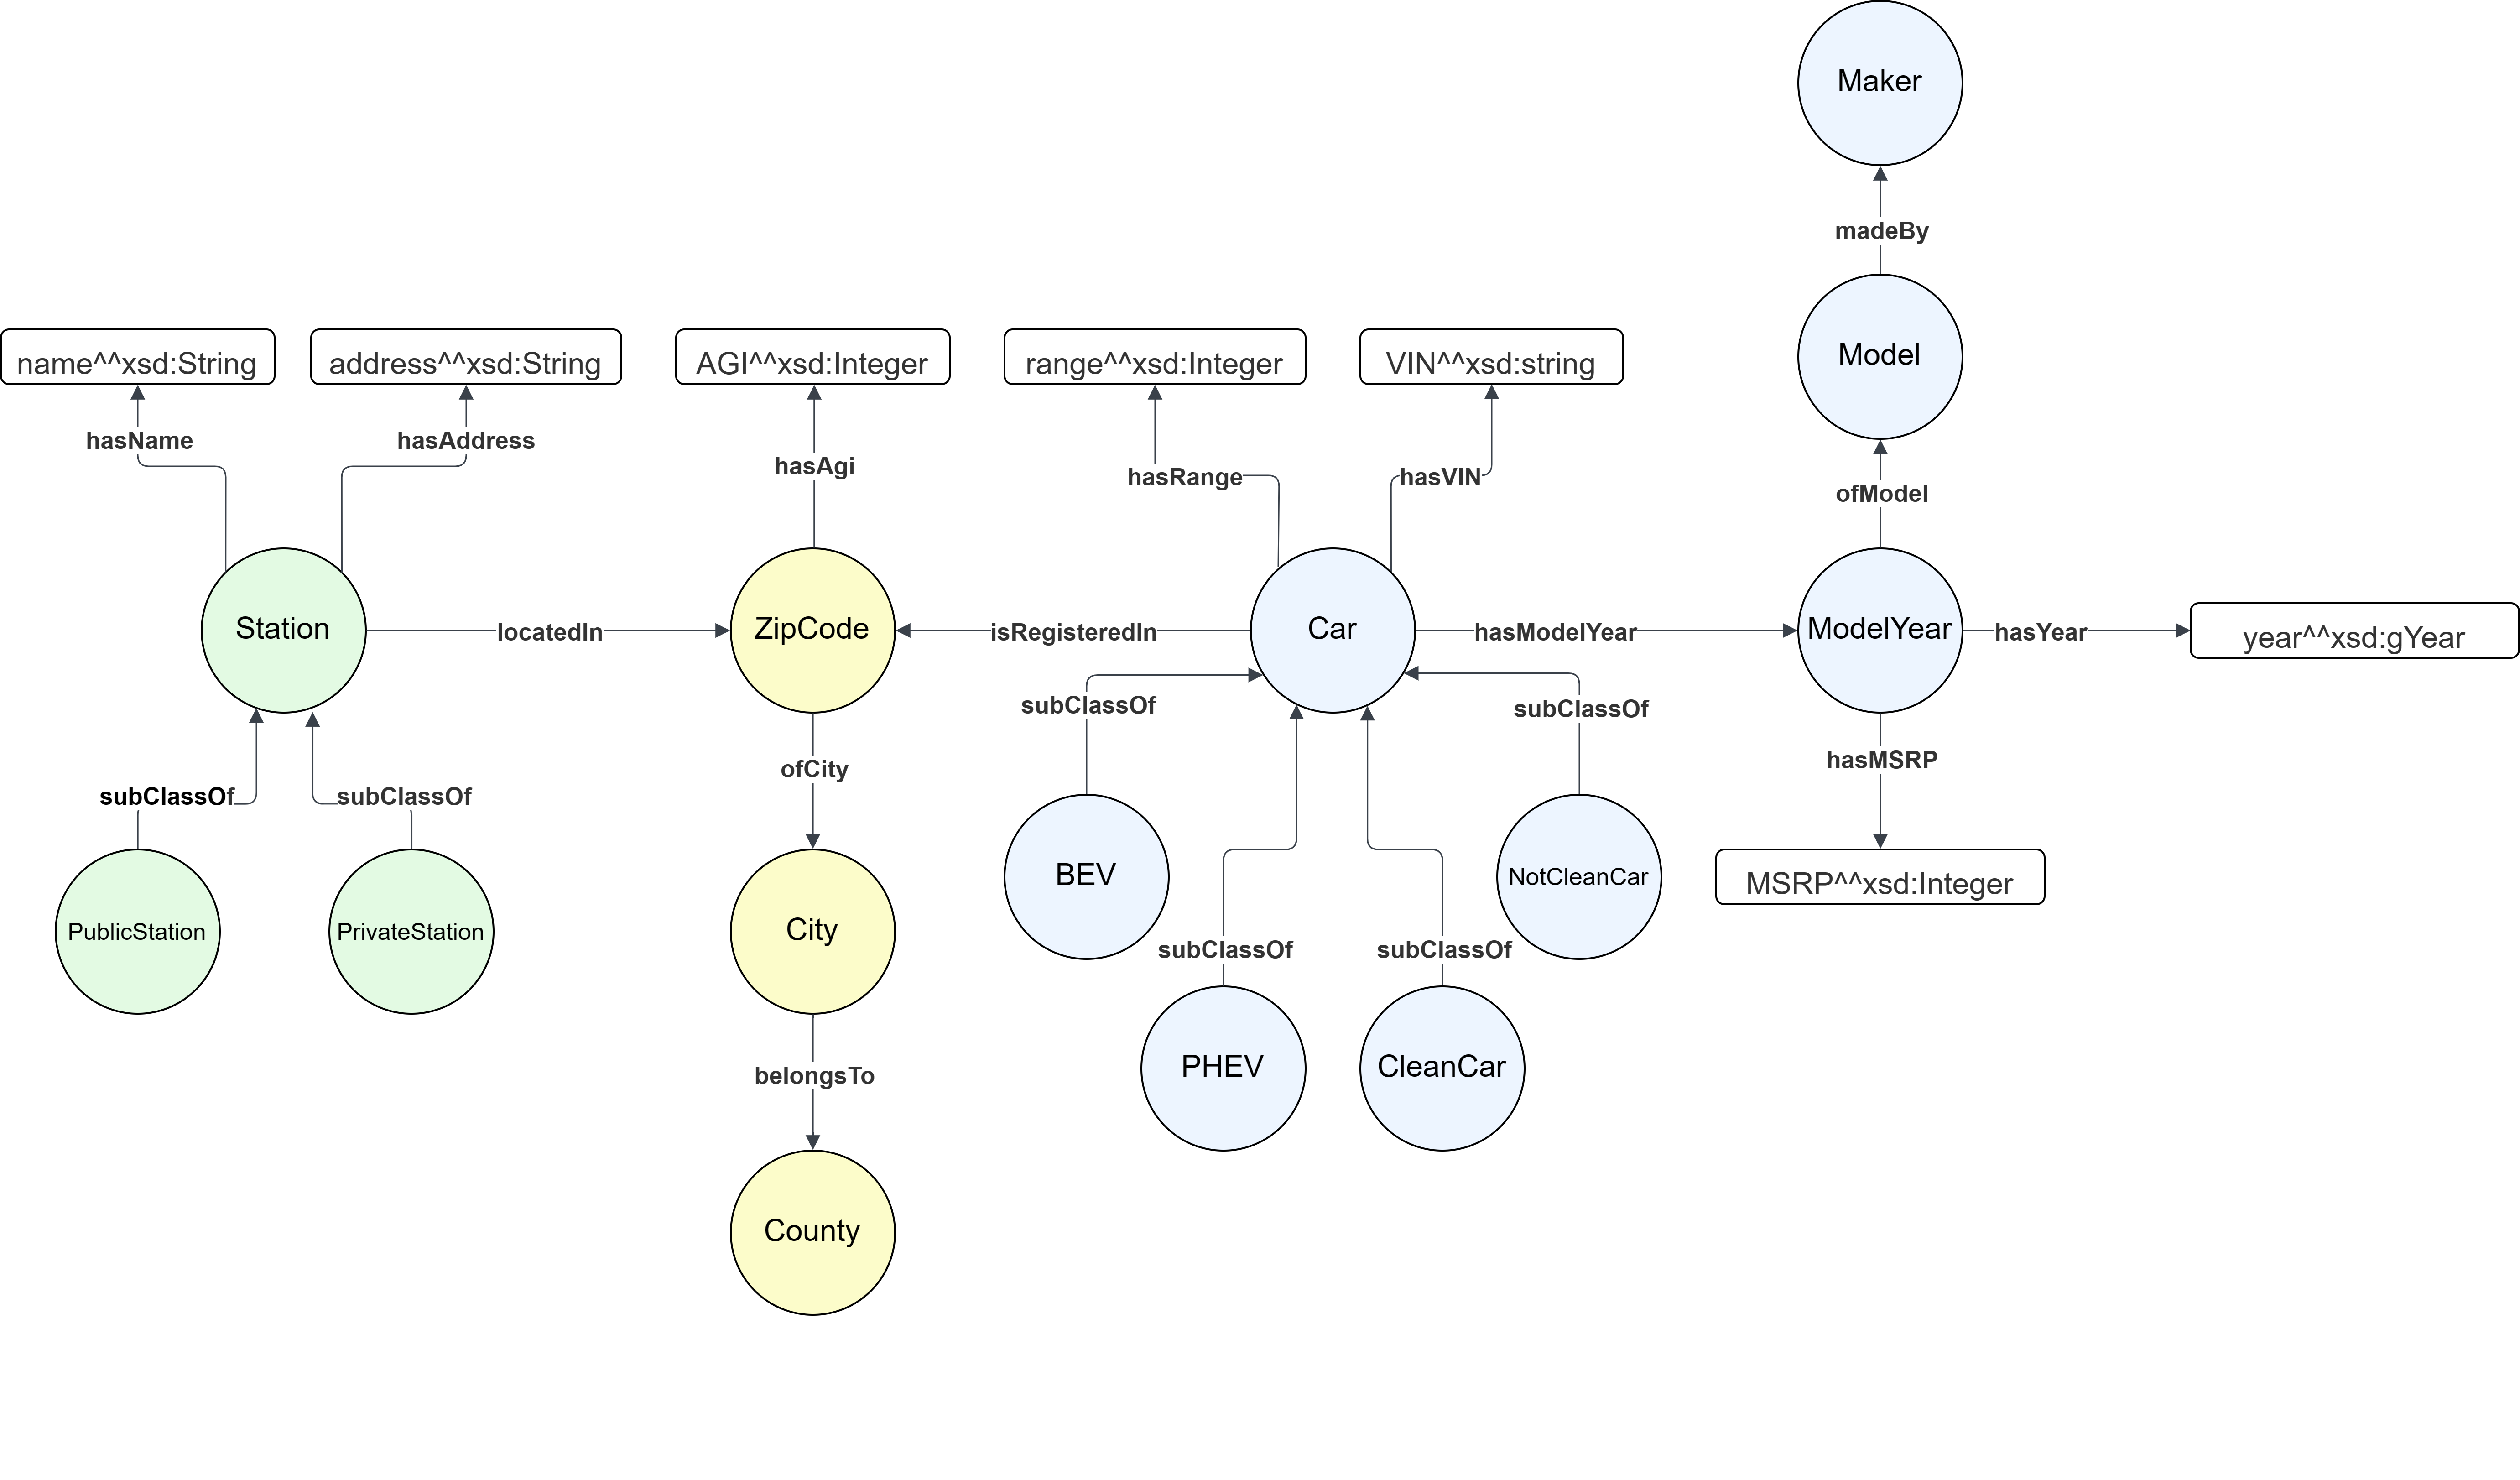 Maker
madeBy
Model
name^^xsd:String
address^^xsd:String
AGI^^xsd:Integer
range^^xsd:Integer
VIN^^xsd:string
hasName
hasAddress
hasAgi
hasRange
hasVIN
ofModel
Station
locatedIn
ZipCode
isRegisteredIn
Car
hasModelYear
ModelYear
hasYear
year^^xsd:gYear
subClassOf
subClassOf
hasMSRP
ofCity
subClassOf
subClassOf
BEV
NotCleanCar
MSRP^^xsd:Integer
PublicStation
PrivateStation
City
subClassOf
subClassOf
belongsTo
PHEV
CleanCar
County